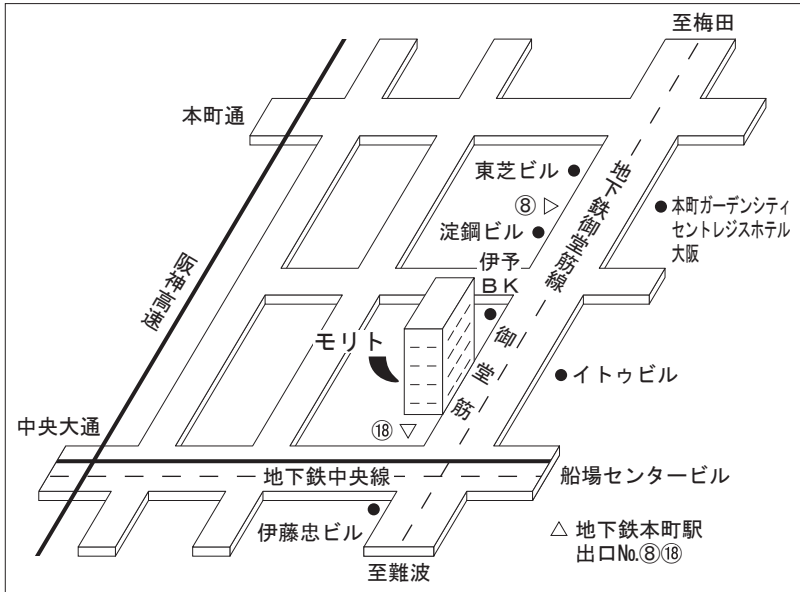 至梅田
本町通
東芝ビル
⑧
地下鉄御堂筋線
本町ガーデンシティ
セントレジスホテル
大阪
淀鋼ビル
伊予
BK
阪神高速
モリト
御堂筋
イトゥビル
⑱
中央大通
地下鉄中央線
船場センタービル
伊藤忠ビル
地下鉄本町駅
出口No.⑧⑱
至難波